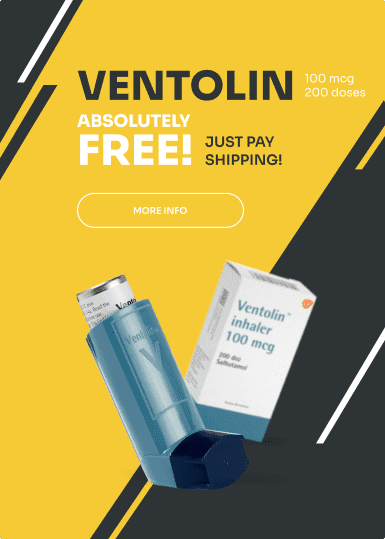 VENTOLIN
100 mcg
200 doses
ABSOLUTELY
FREE!
JUST PAY
SHIPPING!
MORE INFO
Ventolin™
inhaler
100 mcg
200 doz
Salbutamol
Ventolin
V